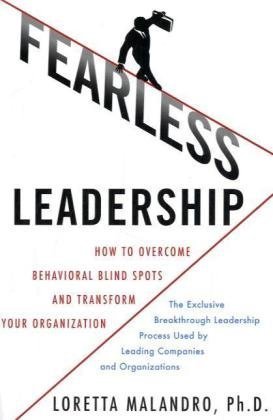 FEARLESS
LEADERSHIP
HOW TO OVERCOME
BEHAVIORAL BLIND SPOTS
AND TRANSFORM
YOUR ORGANIZATION
The Exclusive
Breakthrough Leadership
Process Used by
Leading Companies
and Organizations
LORETTA MALANDRO, Ph.D.